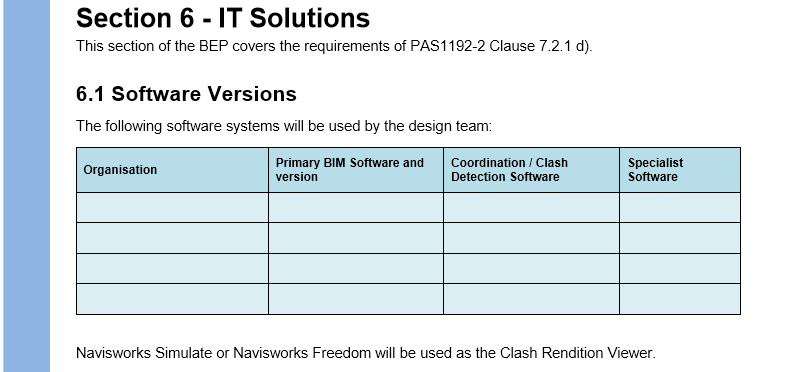 Section 6 - IT Solutions
This section of the BEP covers the requirements of PAS1192-2 Clause 7.2.1 d).
6.1 Software Versions
The following software systems will be used by the design team:
Organisation
Primary BIM Software and
version
Coordination / Clash
Detection Software
Specialist
Software
Navisworks Simulate or Navisworks Freedom will be used as the Clash Rendition Viewer.